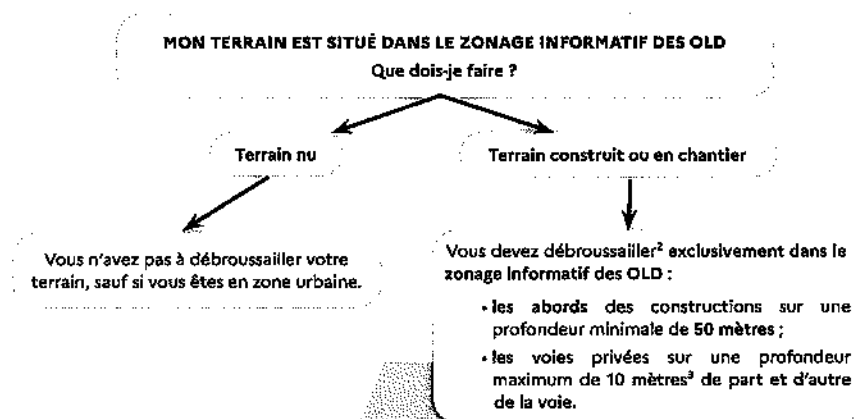 MON TERRAIN EST SITUÉ DANS LE ZONAGE INFORMATIF DES OLD
Que dois-je faire ?
Terrain nu
Terrain construit ou en chantier
Vous n'avez pas à débroussailler votre
terrain, sauf si vous êtes en zone urbaine.
Vous devez débroussailler² exclusivement dans le
zonage informatif des OLD :
• les abords des constructions sur une
profondeur minimale de 50 mètres ;
• les voies privées sur une profondeur
maximum de 10 mètres³ de part et d'autre
de la voie.